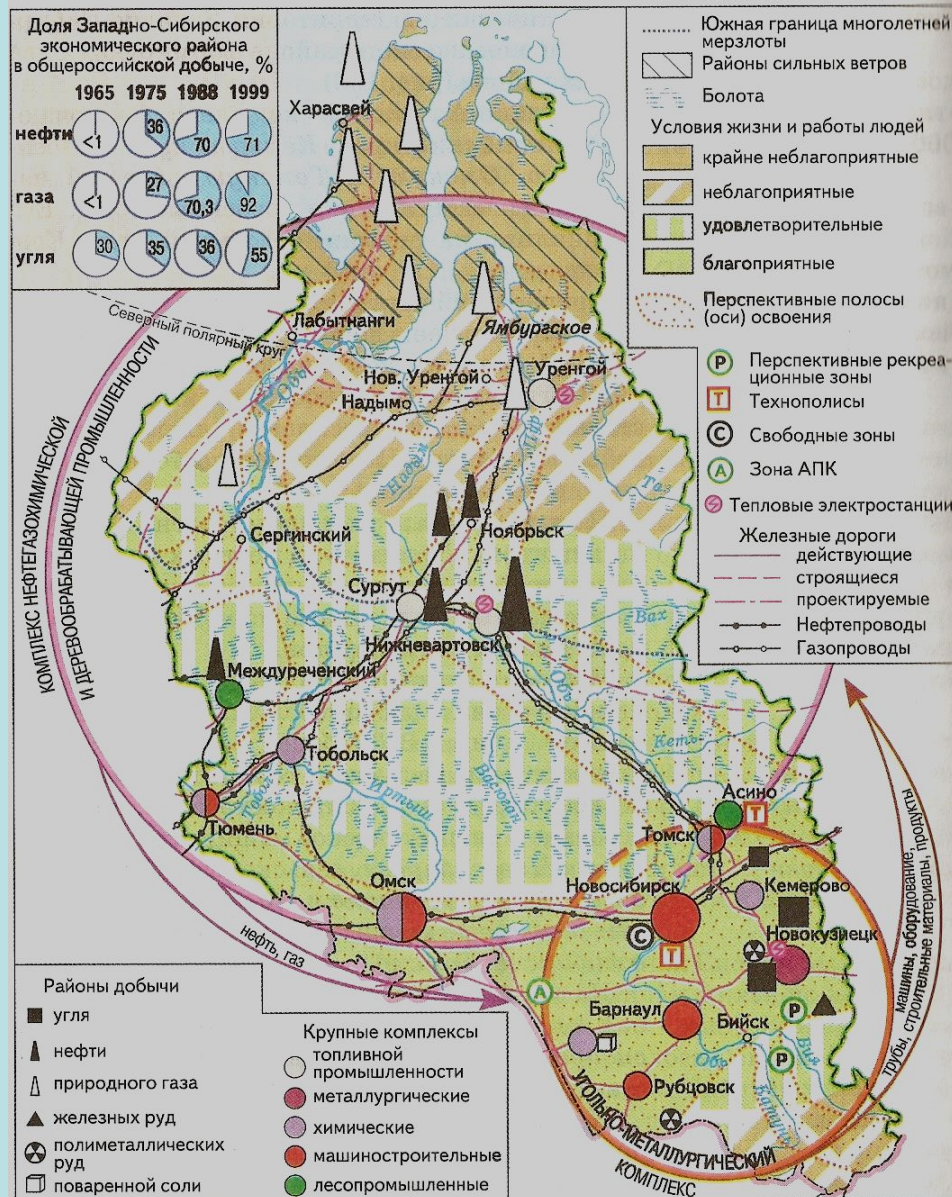 Доля Западно-Сибирского
экономического района
в общероссийской добыче, %
1965 1975 1988 1999
нефти <1 36 70 71
газа <1 27 70,3 92
угля 30 35 36 55
Южная граница многолетней
мерзлоты
Районы сильных ветров
Болота
Условия жизни и работы людей
крайне неблагоприятные
неблагоприятные
удовлетворительные
благоприятные
Перспективные полосы
(оси) освоения
Р Перспективные рекреа-
ционные зоны
Т Технополисы
С Свободные зоны
А Зона АПК
Тепловые электростанции
Железные дороги
действующие
строящиеся
проектируемые
Нефтепроводы
Газопроводы
Харасвей
Северный полярный круг
Лабытнанги
Ямбургское
Обь
Нов. Уренгой
Уренгой
Надым
Пур
Надым
Таз
Сергинский
Ноябрьск
Сургут
Нижневартовск
Вах
Междуреченский
Обь
Кеть
Тобольск
Тобол
Иртыш
Васюган
Тюмень
Асино
Т
Томск
Омск
Новосибирск
Кемерово
С
Т
Новокузнецк
А
Барнаул
Бийск
Р
Р
Обь
Бия
Катунь
Рубцовск
КОМПЛЕКС НЕФТЕГАЗОХИМИЧЕСКОЙ
И ДЕРЕВООБРАБАТЫВАЮЩЕЙ ПРОМЫШЛЕННОСТИ
нефть, газ
машины, оборудование,
трубы, строительные материалы, продукты
УГОЛЬНО-МЕТАЛЛУРГИЧЕСКИЙ
КОМПЛЕКС
Районы добычи
угля
нефти
природного газа
железных руд
полиметаллических
руд
поваренной соли
Крупные комплексы
топливной
промышленности
металлургические
химические
машиностроительные
лесопромышленные